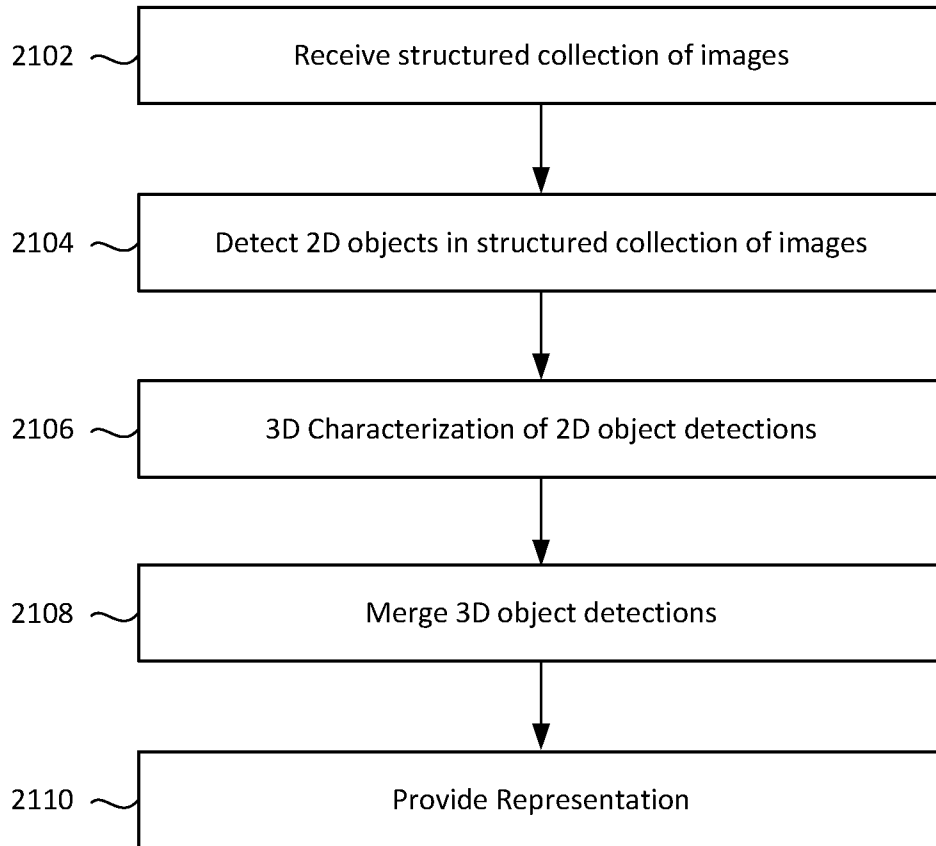 2102 Receive structured collection of images
2104 Detect 2D objects in structured collection of images
2106 3D Characterization of 2D object detections
2108 Merge 3D object detections
2110 Provide Representation